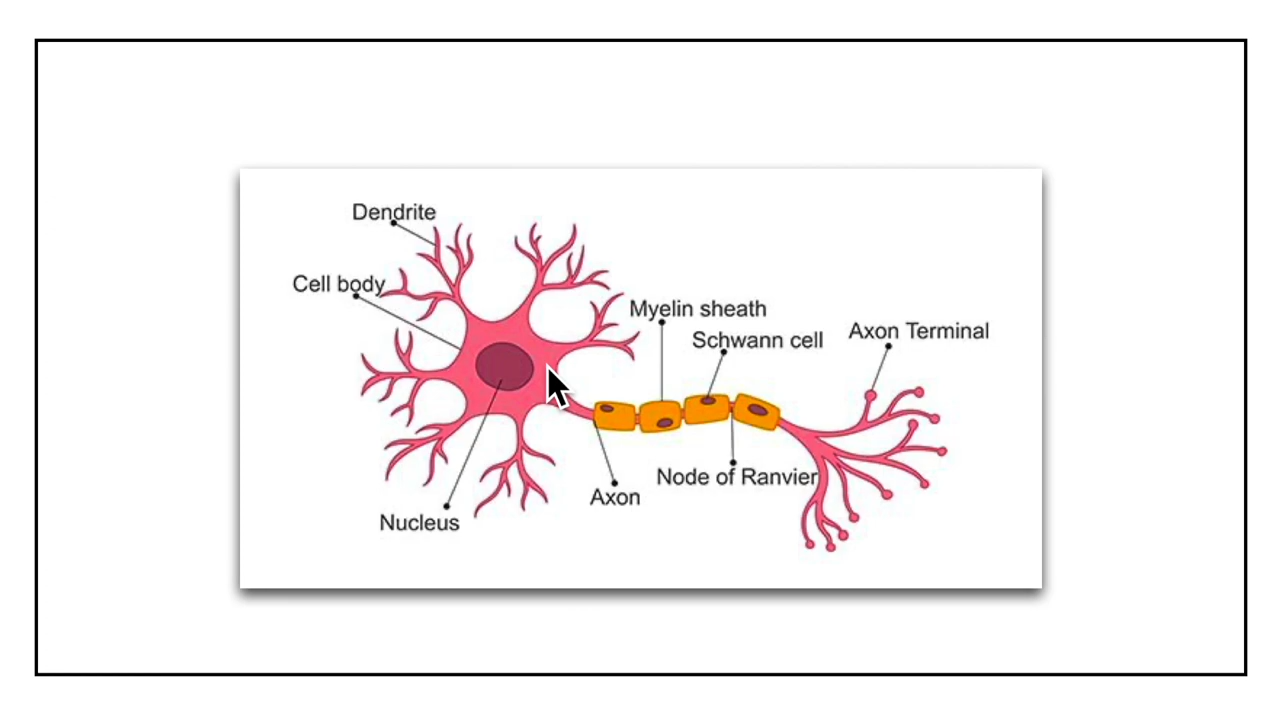 Dendrite
Cell body
Myelin sheath
Schwann cell
Axon Terminal
Node of Ranvier
Axon
Nucleus